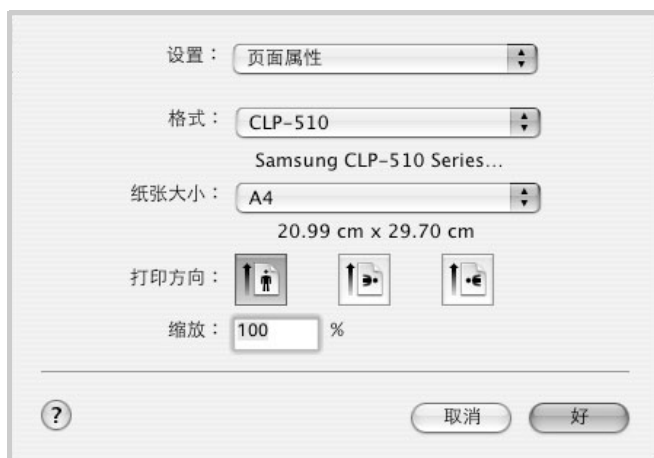 设置： 页面属性
格式： CLP-510
Samsung CLP-510 Series...
纸张大小： A4
20.99 cm x 29.70 cm
打印方向：
缩放： 100 %
? 取消 好